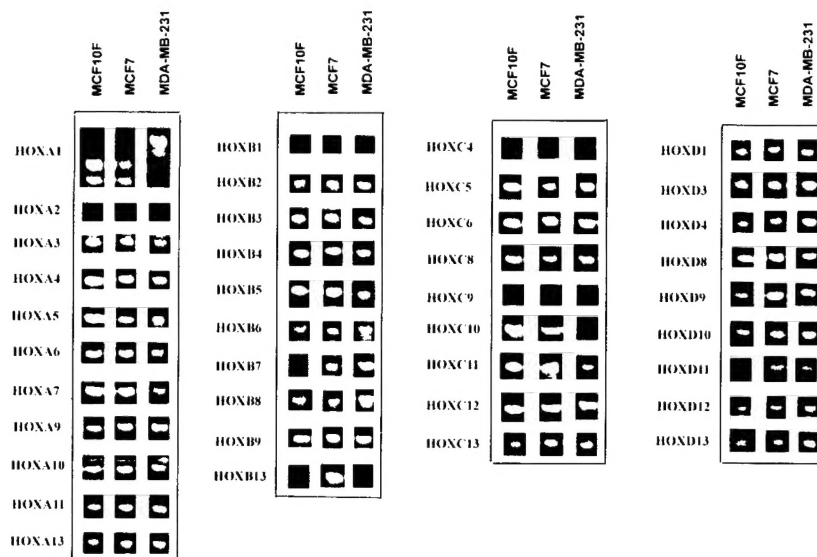 MCF10F
MCF7
MDA-MB-231
HOXA1
HOXA2
HOXA3
HOXA4
HOXA5
HOXA6
HOXA7
HOXA9
HOXA10
HOXA11
HOXA13
MCF10F
MCF7
MDA-MB-231
HOXB1
HOXB2
HOXB3
HOXB4
HOXB5
HOXB6
HOXB7
HOXB8
HOXB9
HOXB13
MCF10F
MCF7
MDA-MB-231
HOXC4
HOXC5
HOXC6
HOXC8
HOXC9
HOXC10
HOXC11
HOXC12
HOXC13
MCF10F
MCF7
MDA-MB-231
HOXD1
HOXD3
HOXD4
HOXD8
HOXD9
HOXD10
HOXD11
HOXD12
HOXD13